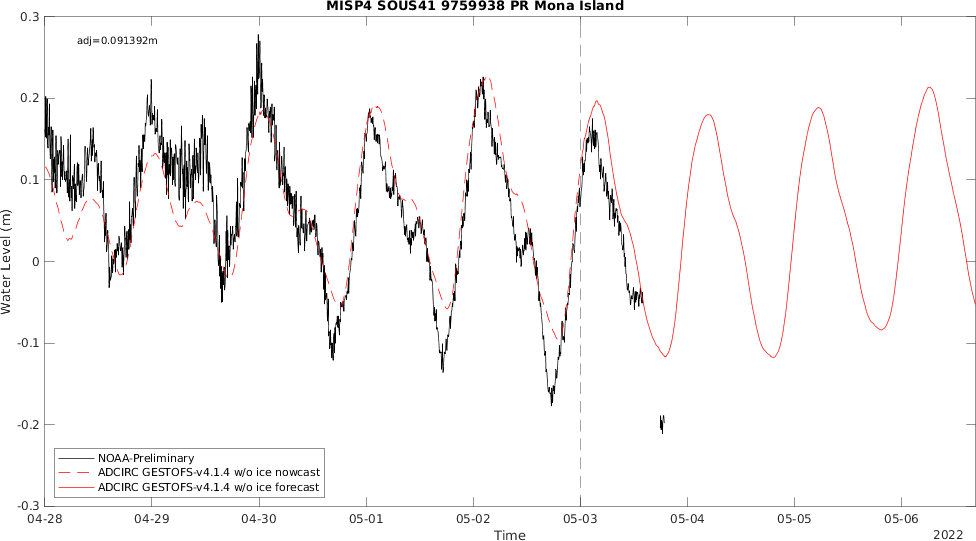 MISP4 SOUS41 9759938 PR Mona Island
adj=0.091392m
0.3
0.2
0.1
0
-0.1
-0.2
-0.3
Water Level (m)
NOAA-Preliminary
ADCIRC GESTOFS-v4.1.4 w/o ice nowcast
ADCIRC GESTOFS-v4.1.4 w/o ice forecast
04-28 04-29 04-30 05-01 05-02 05-03 05-04 05-05 05-06
Time
2022